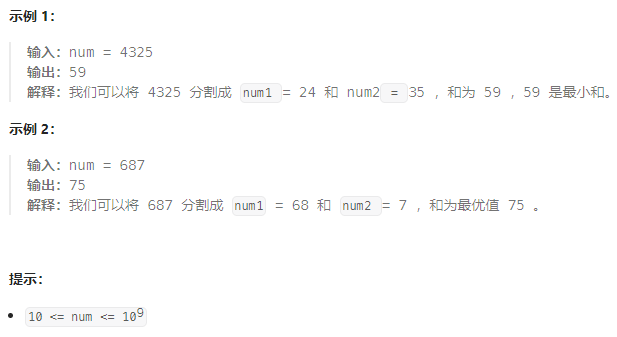 示例 1：
输入：num = 4325
输出：59
解释：我们可以将 4325 分割成 num1 = 24 和 num2 = 35 ，和为 59 ，59 是最小和。
示例 2：
输入：num = 687
输出：75
解释：我们可以将 687 分割成 num1 = 68 和 num2 = 7 ，和为最优值 75 。
提示：
• 10 <= num <= 10⁹